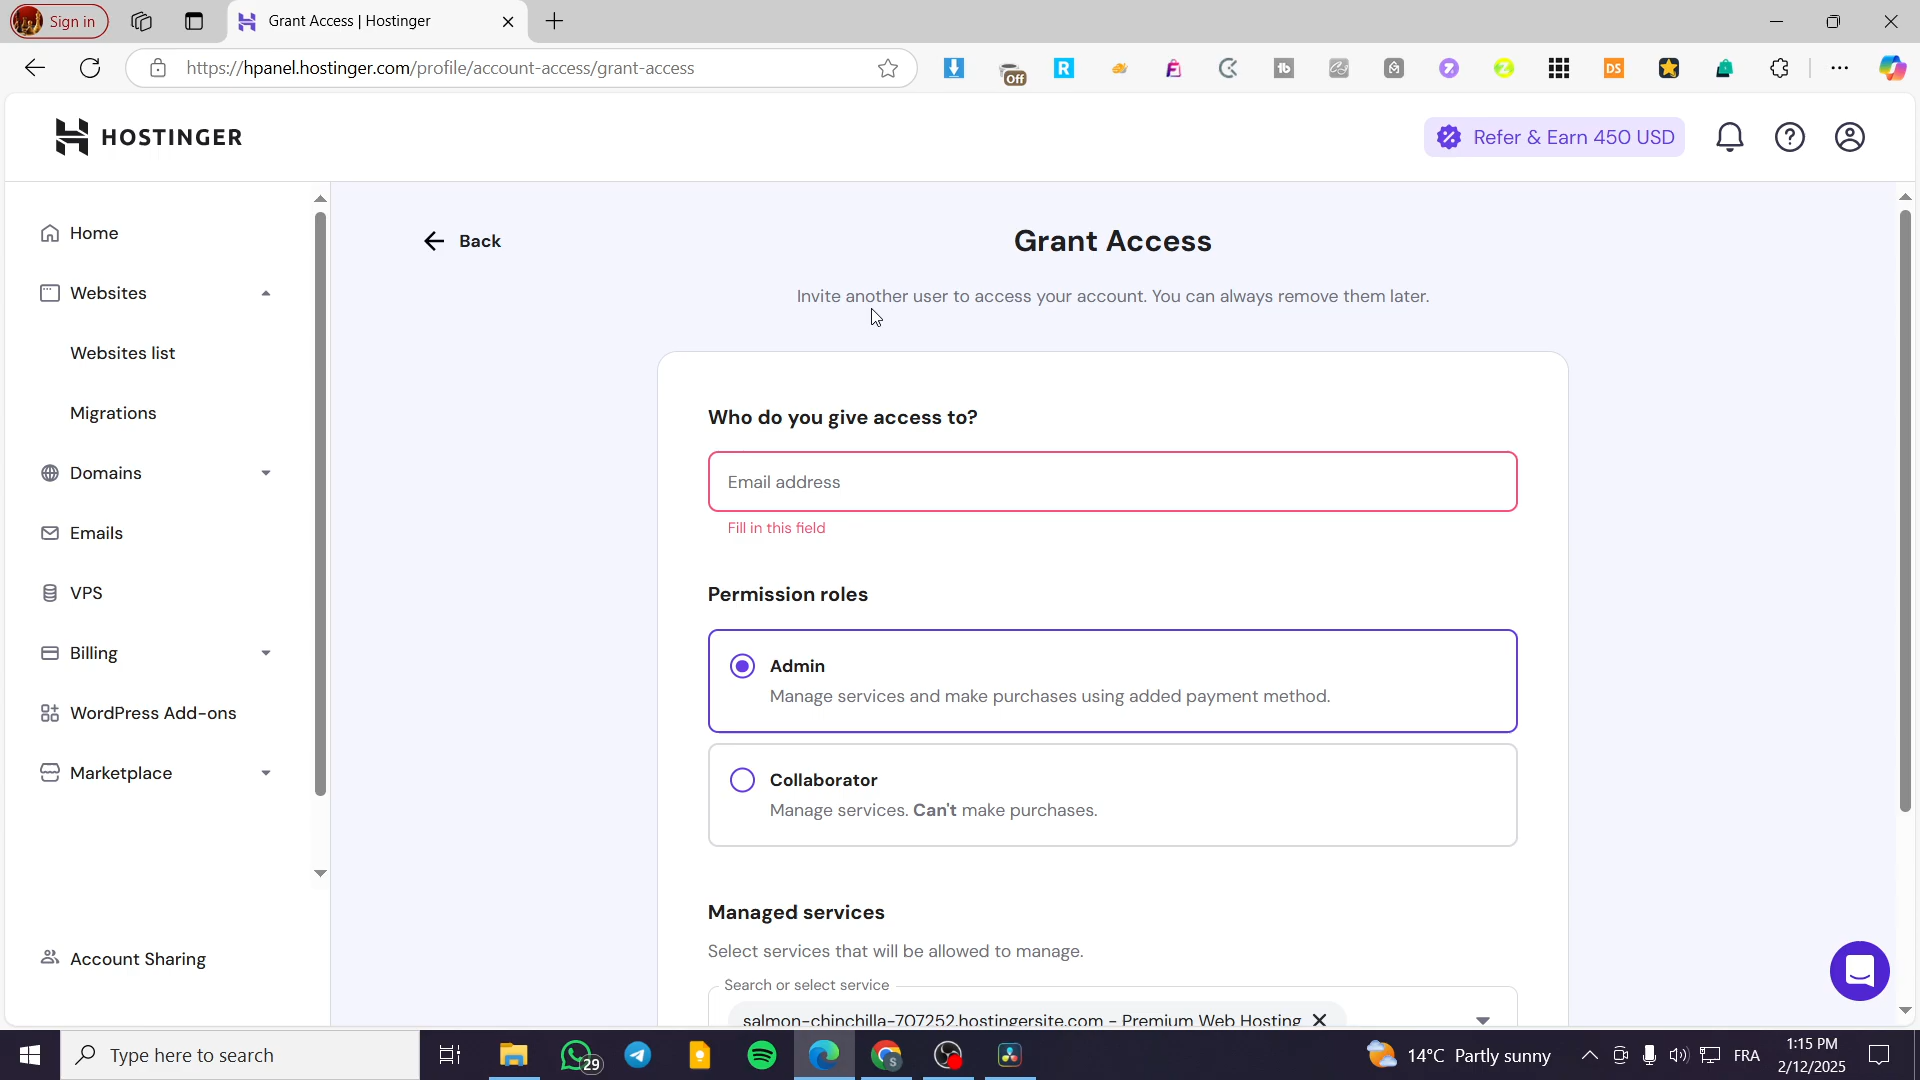 Sign in
Grant Access | Hostinger
https://hpanel.hostinger.com/profile/account-access/grant-access
Off
R
tb
DS
HOSTINGER
Refer & Earn 450 USD
Home
Websites
Websites list
Migrations
Domains
Emails
VPS
Billing
WordPress Add-ons
Marketplace
Account Sharing
Back
Grant Access
Invite another user to access your account. You can always remove them later.
Who do you give access to?
Email address
Fill in this field
Permission roles
Admin
Manage services and make purchases using added payment method.
Collaborator
Manage services. Can't make purchases.
Managed services
Select services that will be allowed to manage.
Search or select service
salmon-chinchilla-707252.hostingersite.com - Premium Web Hosting
Type here to search
29
S
14°C Partly sunny
FRA
1:15 PM
2/12/2025